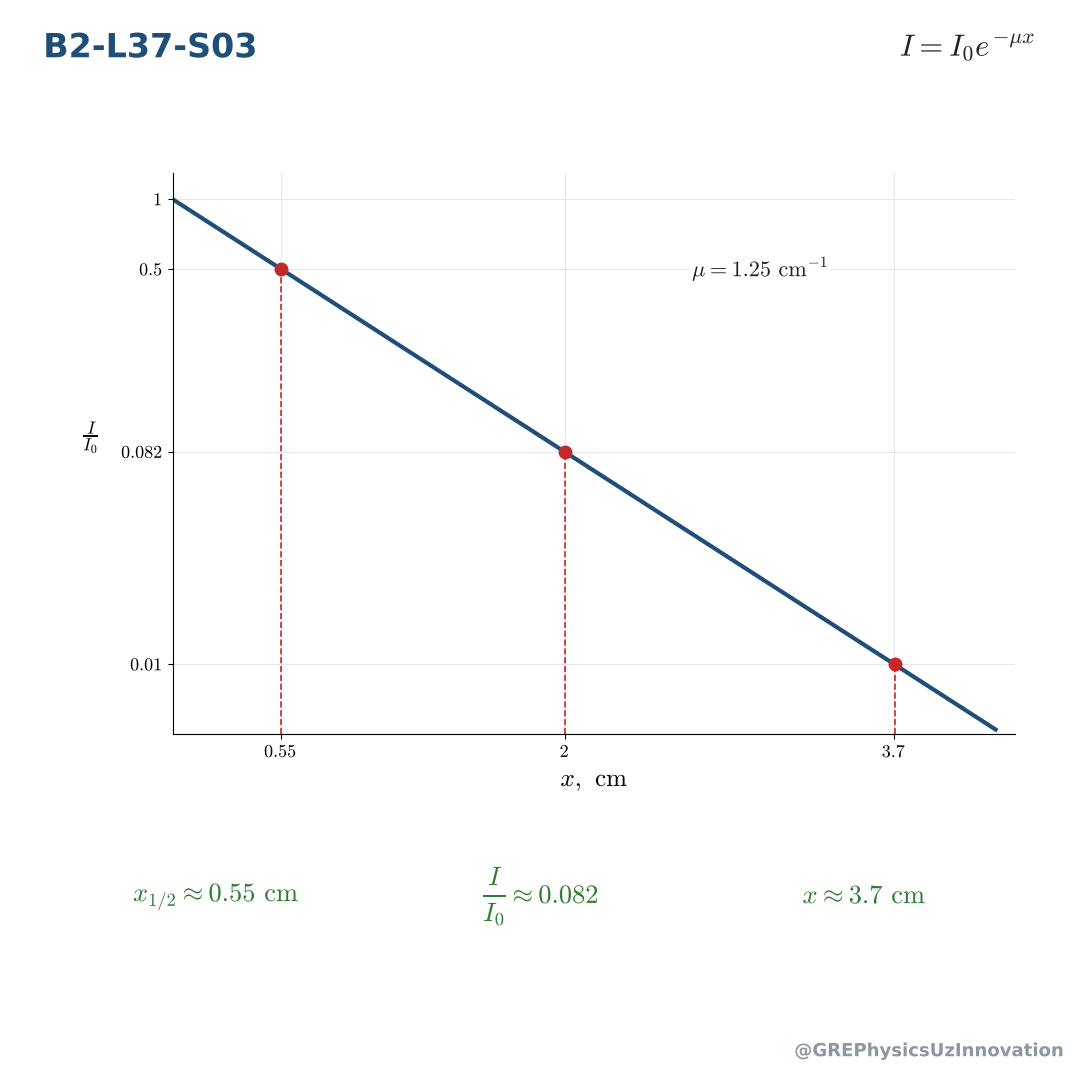 B2-L37-S03
I = I₀e^{−μx}
1
0.5
μ = 1.25 cm⁻¹
I/I₀
0.082
0.01
0.55 2 3.7
x, cm
x_{1/2} ≈ 0.55 cm I/I₀ ≈ 0.082 x ≈ 3.7 cm
@GREPhysicsUzInnovation